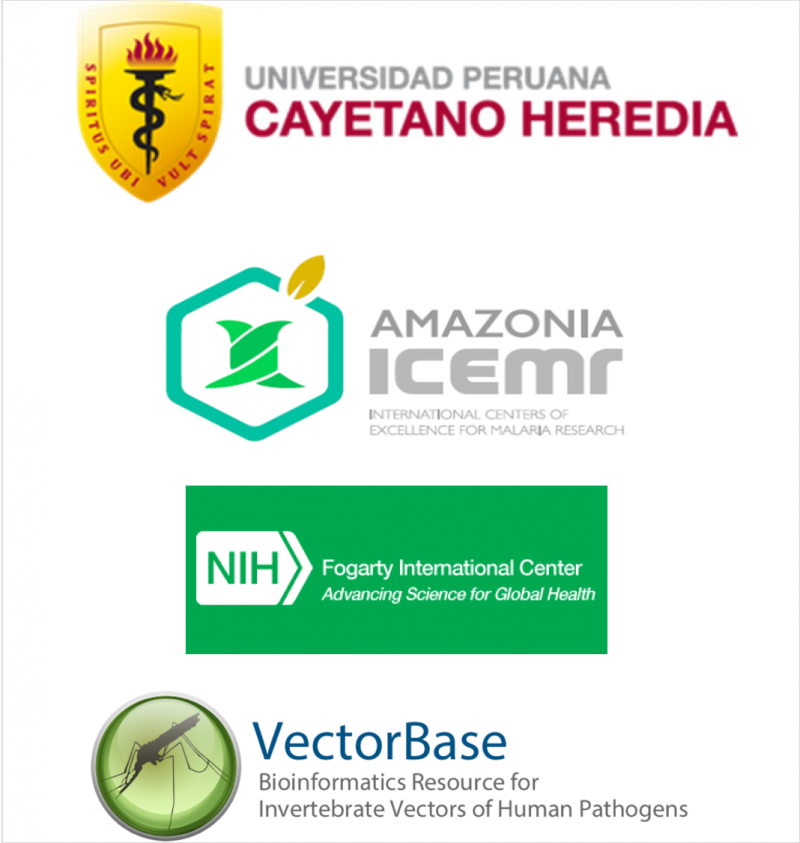 SPIRITUS UBI VULT SPIRAT
UNIVERSIDAD PERUANA
CAYETANO HEREDIA
AMAZONIA
ICEMR
INTERNATIONAL CENTERS OF
EXCELLENCE FOR MALARIA RESEARCH
NIH
Fogarty International Center
Advancing Science for Global Health
VectorBase
Bioinformatics Resource for
Invertebrate Vectors of Human Pathogens